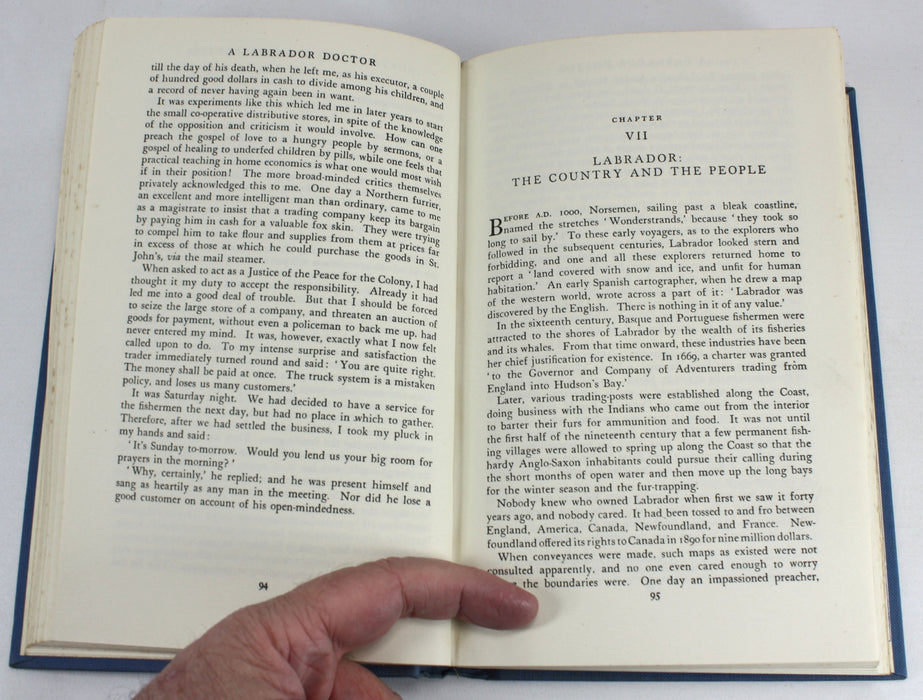 A LABRADOR DOCTOR
till the day of his death, when he left me, as his executor, a couple
of hundred good dollars in cash to divide among his children, and
a record of never having again been in want.
It was experiments like this which led me in later years to start
the small co-operative distributive stores, in spite of the knowledge
of the opposition and criticism it would involve. How can one
preach the gospel of love to a hungry people by sermons, or a
gospel of healing to underfed children by pills, while one feels that
practical teaching in home economics is what one would most wish
if in their position! The more broad-minded critics themselves
privately acknowledged this to me. One day a Northern furrier,
an excellent and more intelligent man than ordinary, came to me
as a magistrate to insist that a trading company keep its bargain
by paying him in cash for a valuable fox skin. They were trying
to compel him to take flour and supplies from them at prices far
in excess of those at which he could purchase the goods in St.
John's, via the mail steamer.
When asked to act as a Justice of the Peace for the Colony, I had
thought it my duty to accept the responsibility. Already it had
led me into a good deal of trouble. But that I should be forced
to seize the large store of a company, and threaten an auction of
goods for payment, without even a policeman to back me up, had
never entered my mind. It was, however, exactly what I now felt
called upon to do. To my intense surprise and satisfaction the
trader immediately turned round and said: 'You are quite right.
The money shall be paid at once. The truck system is a mistaken
policy, and loses us many customers.'
It was Saturday night. We had decided to have a service for
the fishermen the next day, but had no place in which to gather.
Therefore, after we had settled the business, I took my pluck in
my hands and said:
'It's Sunday to-morrow. Would you lend us your big room for
prayers in the morning?'
'Why, certainly,' he replied; and he was present himself and
sang as heartily as any man in the meeting. Nor did he lose a
good customer on account of his open-mindedness.
94
CHAPTER
VII
LABRADOR:
THE COUNTRY AND THE PEOPLE
BEFORE A.D. 1000, Norsemen, sailing past a bleak coastline,
named the stretches 'Wonderstrands,' because 'they took so
long to sail by.' To these early voyagers, as to the explorers who
followed in the subsequent centuries, Labrador looked stern and
forbidding, and one and all these explorers returned home to
report a 'land covered with snow and ice, and unfit for human
habitation.' An early Spanish cartographer, when he drew a map
of the western world, wrote across a part of it: 'Labrador was
discovered by the English. There is nothing in it of any value.'
In the sixteenth century, Basque and Portuguese fishermen were
attracted to the shores of Labrador by the wealth of its fisheries
and its whales. From that time onward, these industries have been
her chief justification for existence. In 1669, a charter was granted
'to the Governor and Company of Adventurers trading from
England into Hudson's Bay.'
Later, various trading-posts were established along the Coast,
doing business with the Indians who came out from the interior
to barter their furs for ammunition and food. It was not until
the first half of the nineteenth century that a few permanent fish-
ing villages were allowed to spring up along the Coast so that the
hardy Anglo-Saxon inhabitants could pursue their calling during
the short months of open water and then move up the long bays
for the winter season and the fur-trapping.
Nobody knew who owned Labrador when first we saw it forty
years ago, and nobody cared. It had been tossed to and fro between
England, America, Canada, Newfoundland, and France. New-
foundland offered its rights to Canada in 1890 for nine million dollars.
When conveyances were made, such maps as existed were not
consulted apparently, and no one even cared enough to worry
the boundaries were. One day an impassioned preacher,
95